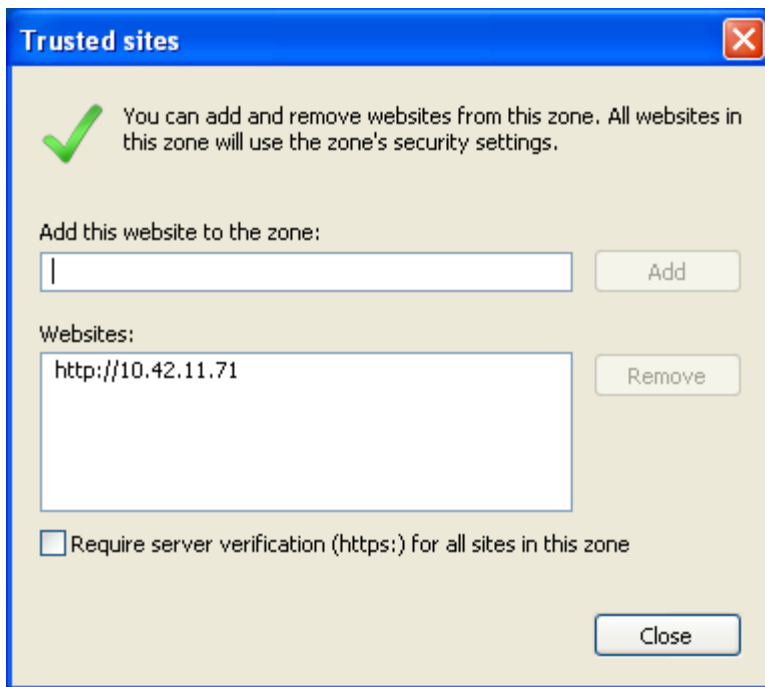 Trusted sites
You can add and remove websites from this zone. All websites in
this zone will use the zone's security settings.
Add this website to the zone:
Add
Websites:
http://10.42.11.71
Remove
Require server verification (https:) for all sites in this zone
Close